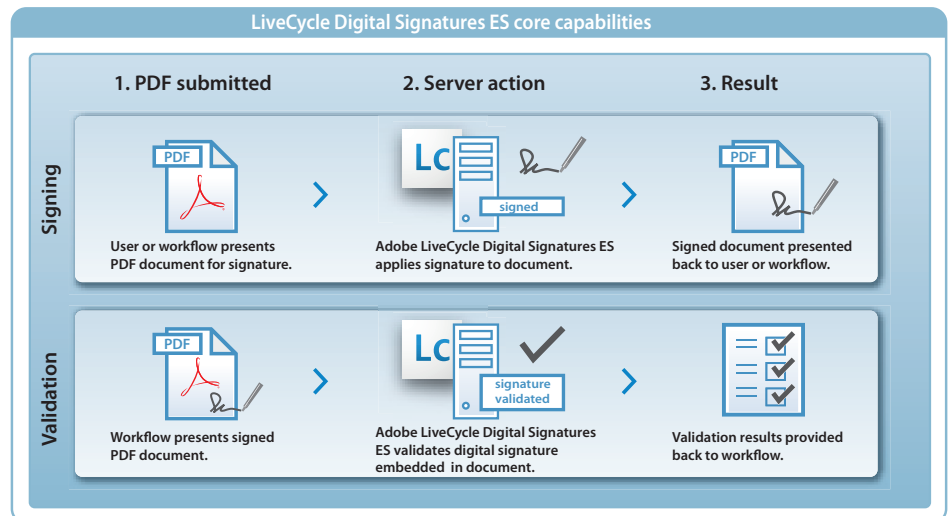 LiveCycle Digital Signatures ES core capabilities
1. PDF submitted
2. Server action
3. Result
Signing
PDF
User or workflow presents
PDF document for signature.
Lc
signed
Adobe LiveCycle Digital Signatures ES
applies signature to document.
PDF
Signed document presented
back to user or workflow.
Validation
PDF
Workflow presents signed
PDF document.
Lc
signature
validated
Adobe LiveCycle Digital Signatures
ES validates digital signature
embedded in document.
Validation results provided
back to workflow.